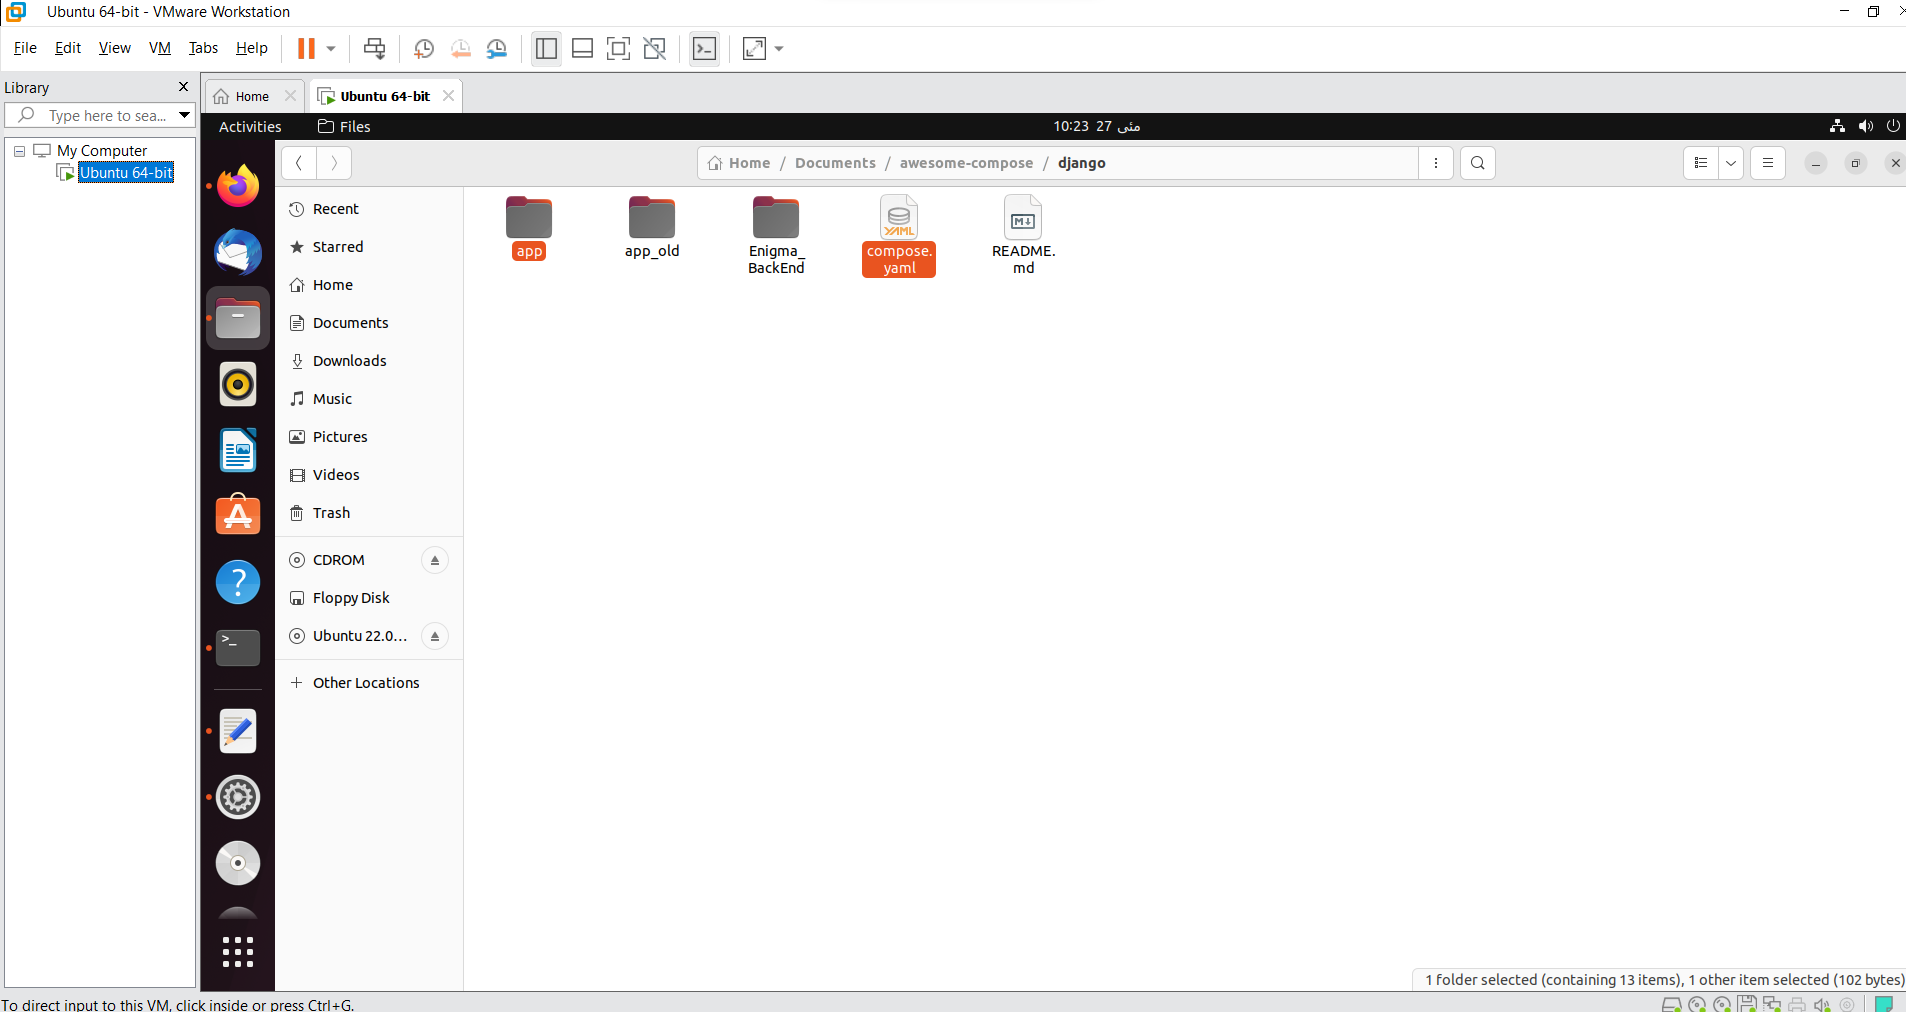 Ubuntu 64-bit - VMware Workstation
File Edit View VM Tabs Help
Library
Type here to sea...
My Computer
Ubuntu 64-bit
Home
Ubuntu 64-bit
Activities
Files
10:23 27 مئی
Home / Documents / awesome-compose / django
Recent
Starred
Home
Documents
Downloads
Music
Pictures
Videos
Trash
CDROM
Floppy Disk
Ubuntu 22.0...
Other Locations
app
app_old
Enigma_
BackEnd
YAML
compose.
yaml
M
README.
md
1 folder selected (containing 13 items), 1 other item selected (102 bytes)
To direct input to this VM, click inside or press Ctrl+G.